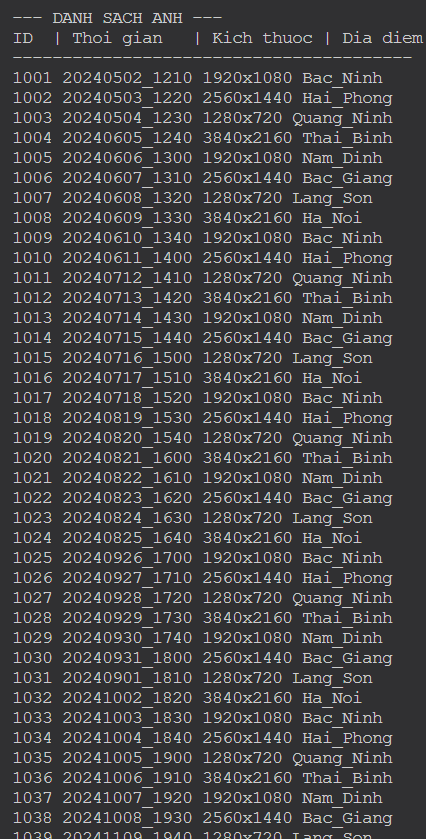 --- DANH SACH ANH ---
ID  | Thoi gian   | Kich thuoc | Dia diem
----------------------------------------
1001 20240502_1210 1920x1080 Bac_Ninh
1002 20240503_1220 2560x1440 Hai_Phong
1003 20240504_1230 1280x720 Quang_Ninh
1004 20240605_1240 3840x2160 Thai_Binh
1005 20240606_1300 1920x1080 Nam_Dinh
1006 20240607_1310 2560x1440 Bac_Giang
1007 20240608_1320 1280x720 Lang_Son
1008 20240609_1330 3840x2160 Ha_Noi
1009 20240610_1340 1920x1080 Bac_Ninh
1010 20240611_1400 2560x1440 Hai_Phong
1011 20240712_1410 1280x720 Quang_Ninh
1012 20240713_1420 3840x2160 Thai_Binh
1013 20240714_1430 1920x1080 Nam_Dinh
1014 20240715_1440 2560x1440 Bac_Giang
1015 20240716_1500 1280x720 Lang_Son
1016 20240717_1510 3840x2160 Ha_Noi
1017 20240718_1520 1920x1080 Bac_Ninh
1018 20240819_1530 2560x1440 Hai_Phong
1019 20240820_1540 1280x720 Quang_Ninh
1020 20240821_1600 3840x2160 Thai_Binh
1021 20240822_1610 1920x1080 Nam_Dinh
1022 20240823_1620 2560x1440 Bac_Giang
1023 20240824_1630 1280x720 Lang_Son
1024 20240825_1640 3840x2160 Ha_Noi
1025 20240926_1700 1920x1080 Bac_Ninh
1026 20240927_1710 2560x1440 Hai_Phong
1027 20240928_1720 1280x720 Quang_Ninh
1028 20240929_1730 3840x2160 Thai_Binh
1029 20240930_1740 1920x1080 Nam_Dinh
1030 20240931_1800 2560x1440 Bac_Giang
1031 20240901_1810 1280x720 Lang_Son
1032 20241002_1820 3840x2160 Ha_Noi
1033 20241003_1830 1920x1080 Bac_Ninh
1034 20241004_1840 2560x1440 Hai_Phong
1035 20241005_1900 1280x720 Quang_Ninh
1036 20241006_1910 3840x2160 Thai_Binh
1037 20241007_1920 1920x1080 Nam_Dinh
1038 20241008_1930 2560x1440 Bac_Giang
1039 20241109_1940 1280x720 Lang_Son